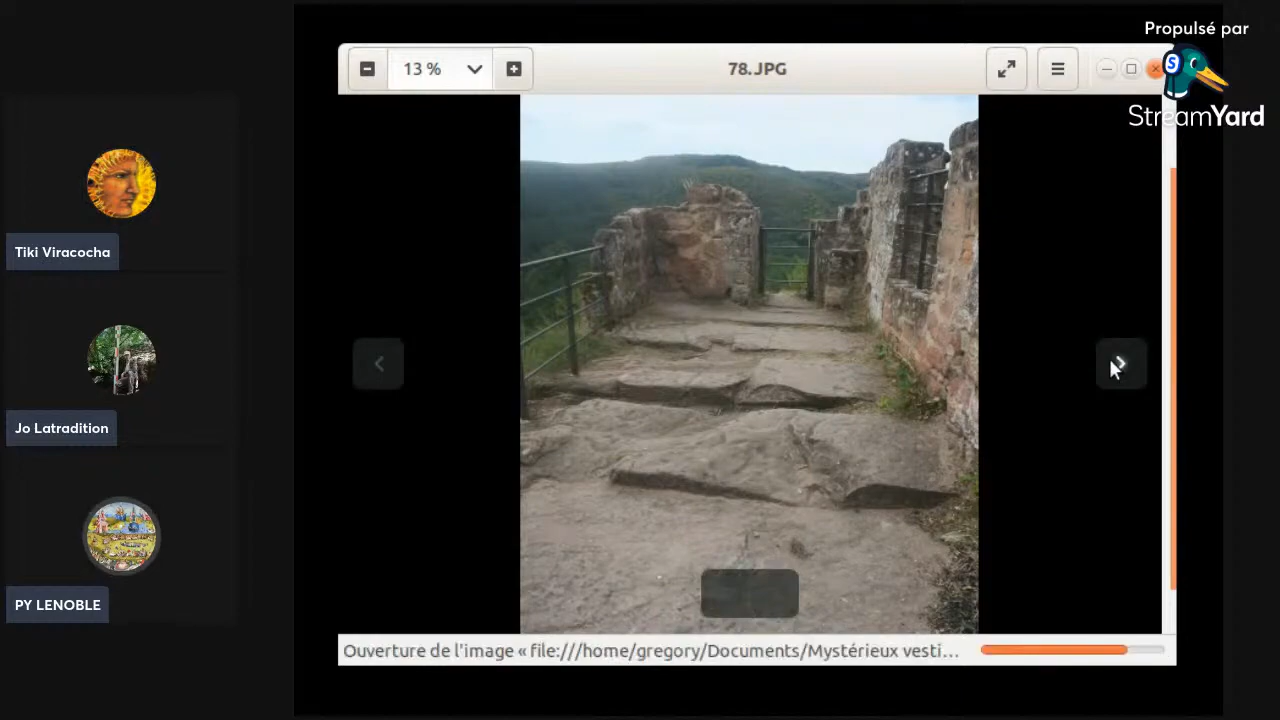 Propulsé par
StreamYard
13 %
78.JPG
Tiki Viracocha
Jo Latradition
PY LENOBLE
Ouverture de l'image « file:///home/gregory/Documents/Mystérieux vesti…